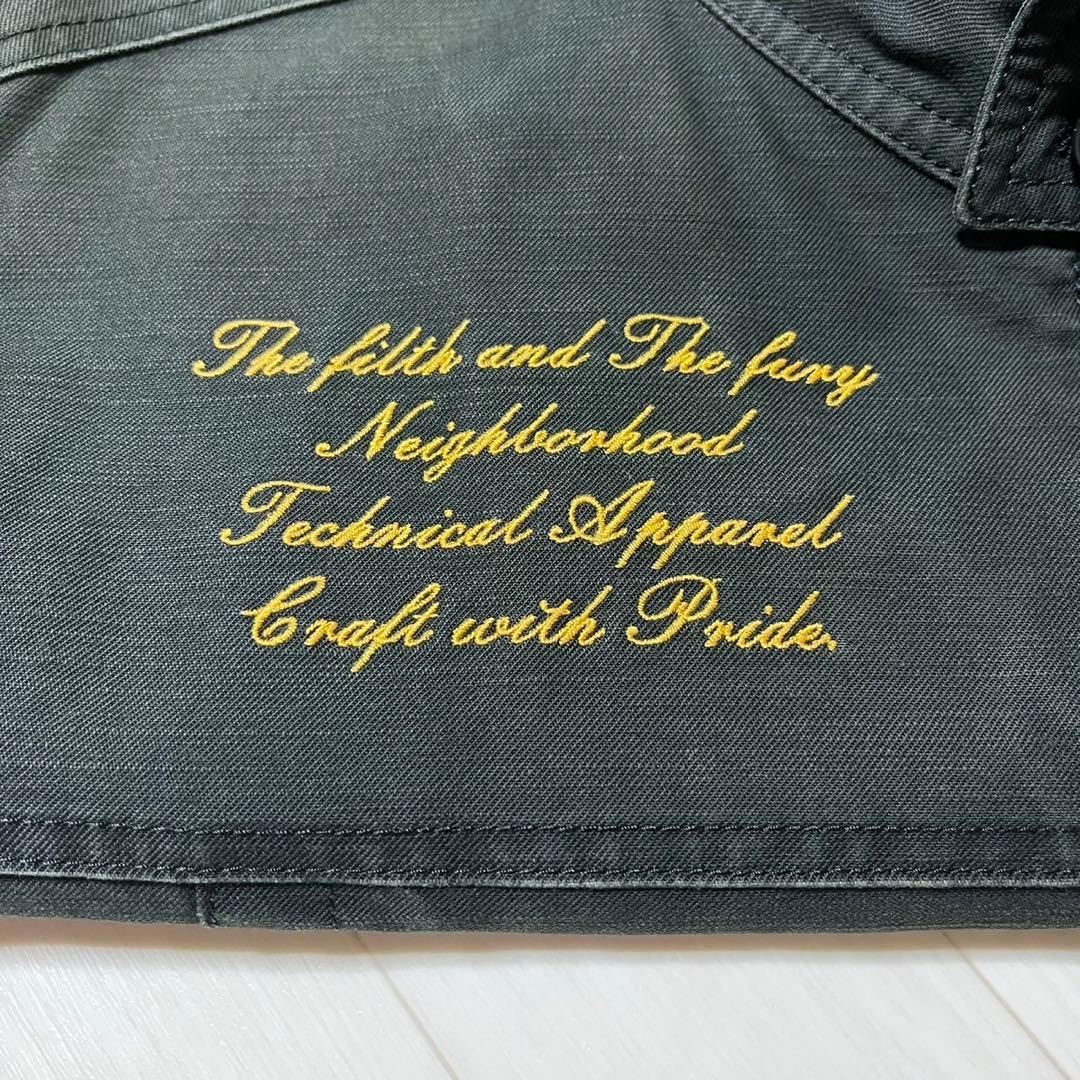 The filth and The fury
Neighborhood
Technical Apparel
Craft with Pride.